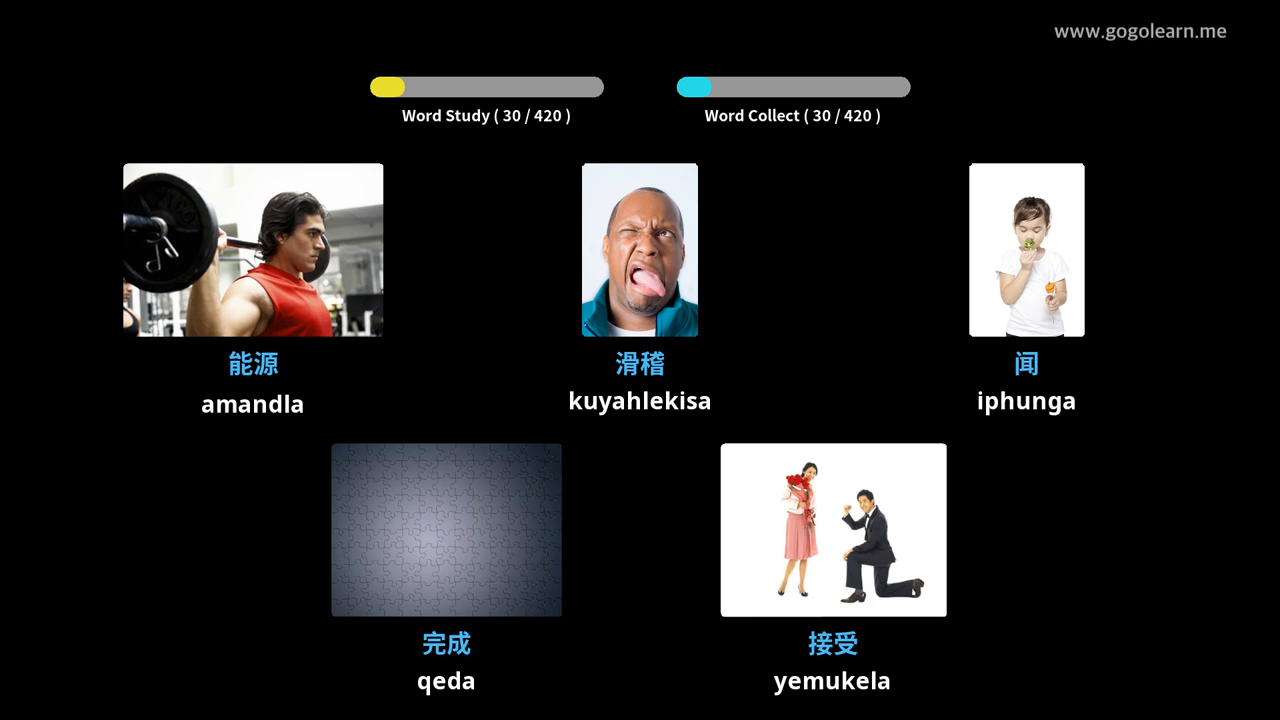 www.gogolearn.me
Word Study ( 30 / 420 )
Word Collect ( 30 / 420 )
能源
amandla
滑稽
kuyahlekisa
闻
iphunga
完成
qeda
接受
yemukela